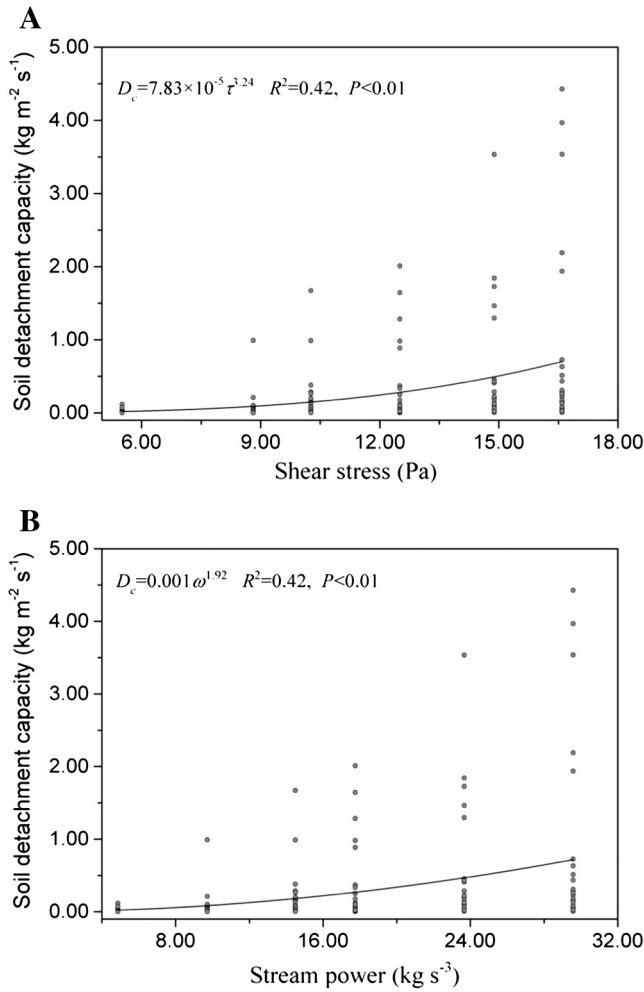 A
5.00
4.00
3.00
2.00
1.00
0.00
Soil detachment capacity (kg m⁻² s⁻¹)
D_c=7.83×10⁻⁵ τ³·²⁴ R²=0.42, P<0.01
6.00 9.00 12.00 15.00 18.00
Shear stress (Pa)
B
5.00
4.00
3.00
2.00
1.00
0.00
Soil detachment capacity (kg m⁻² s⁻¹)
D_c=0.001ω¹·⁹² R²=0.42, P<0.01
8.00 16.00 24.00 32.00
Stream power (kg s⁻³)